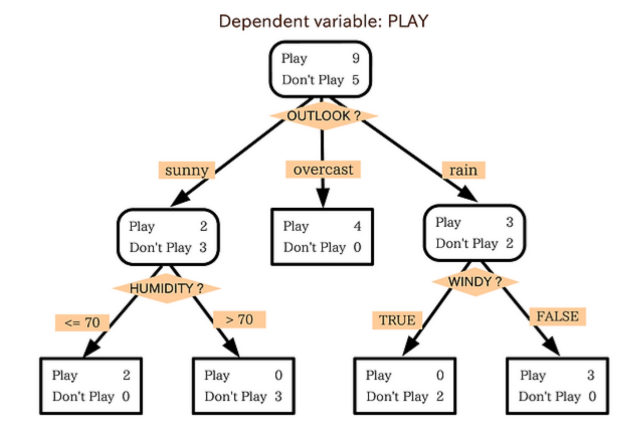 Dependent variable: PLAY
Play 9
Don't Play 5
OUTLOOK ?
sunny
overcast
rain
Play 2
Don't Play 3
Play 4
Don't Play 0
Play 3
Don't Play 2
HUMIDITY ?
WINDY ?
<= 70
> 70
TRUE
FALSE
Play 2
Don't Play 0
Play 0
Don't Play 3
Play 0
Don't Play 2
Play 3
Don't Play 0